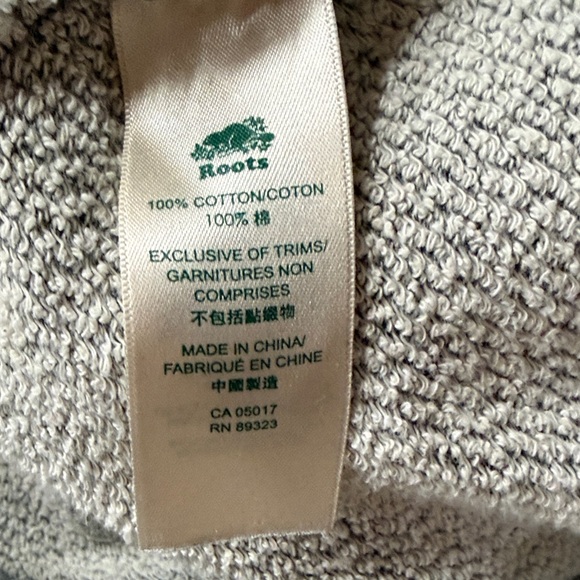 Roots
100% COTTON/COTON
100% 棉
EXCLUSIVE OF TRIMS/
GARNITURES NON
COMPRISES
不包括點綴物
MADE IN CHINA/
FABRIQUÉ EN CHINE
中國製造
CA 05017
RN 89323